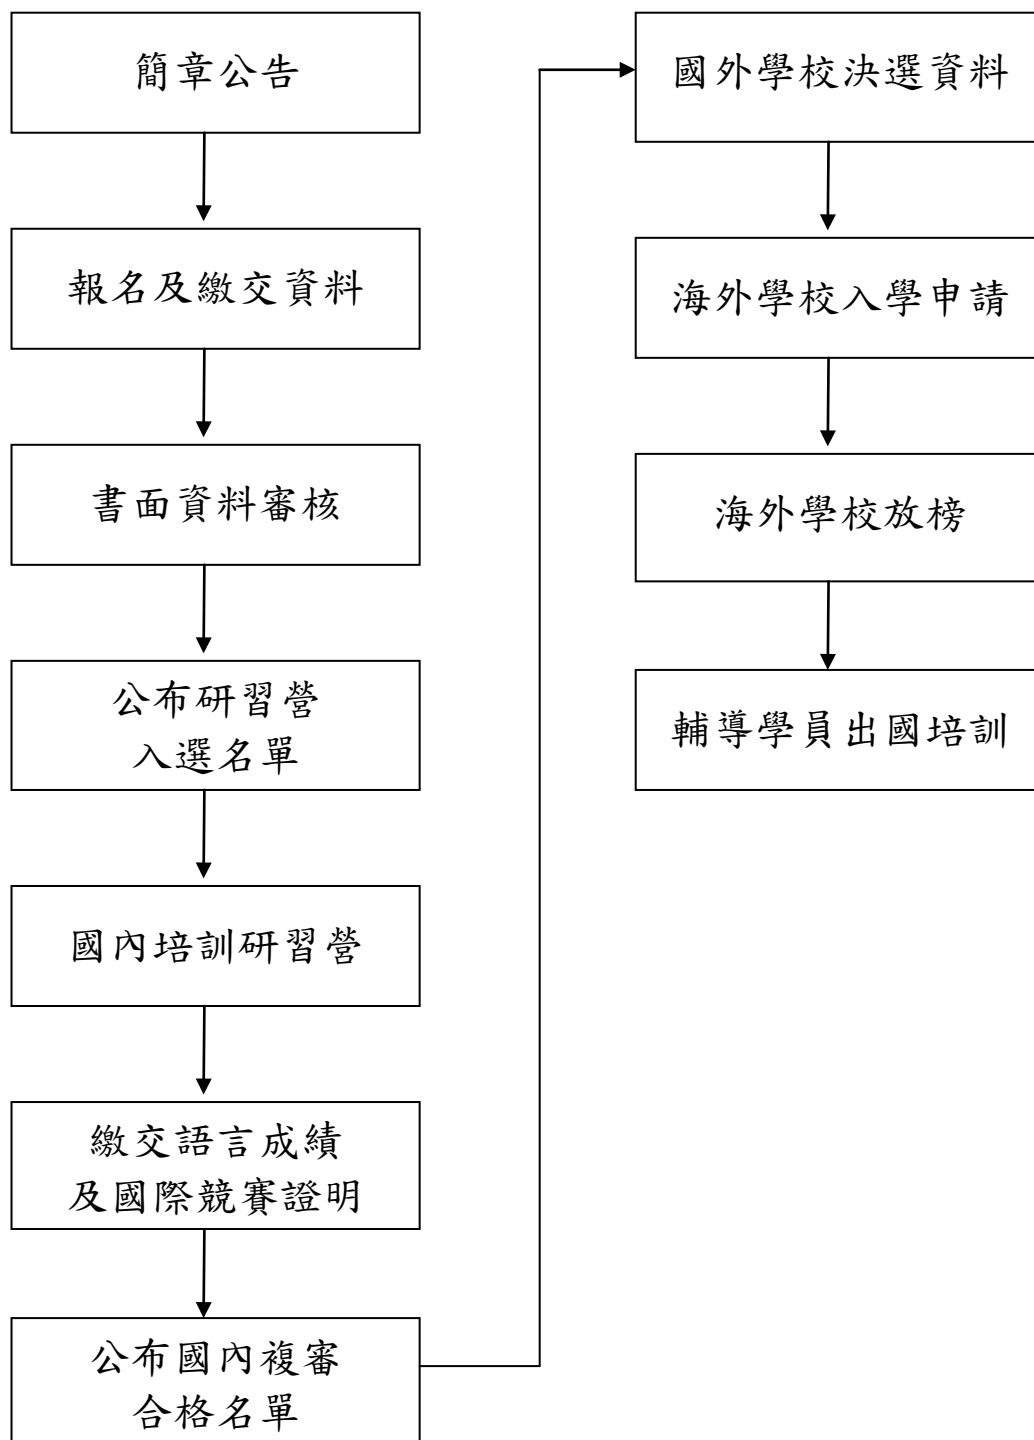 簡章公告
報名及繳交資料
書面資料審核
公布研習營
入選名單
國內培訓研習營
繳交語言成績
及國際競賽證明
公布國內複審
合格名單
國外學校決選資料
海外學校入學申請
海外學校放榜
輔導學員出國培訓